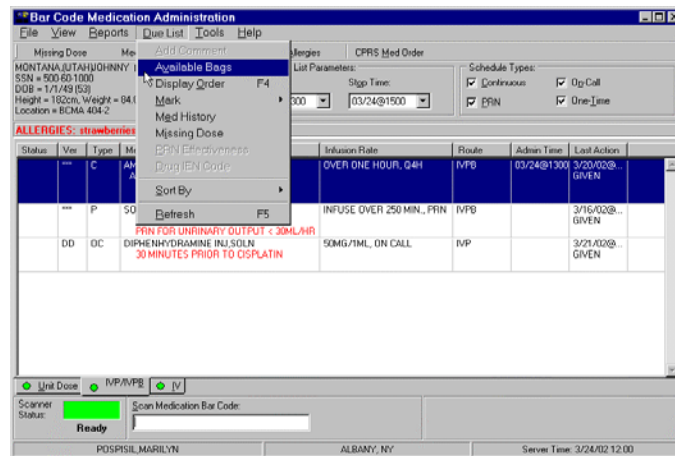 Bar Code Medication Administration
File View Reports Due List Tools Help
Missing Dose Allergies CPRS Med Order
Add Comment
Available Bags
Display Order F4
Mark
Med History
Missing Dose
PRN Effectiveness
Drug IEN Code
Sort By
Refresh F5
MONTANA,(UTAH)JOHNNY
SSN = 500-60-1000
DOB = 1/1/49 (53)
Height = 182cm, Weight = 84.
Location = BCMA 404-2
List Parameters:
Stop Time:
300 03/24@1500
Schedule Types:
Continuous On-Call
PRN One-Time
ALLERGIES: strawberries
Status Ver Type Infusion Rate Route Admin Time Last Action
*** C OVER ONE HOUR, Q4H IVPB 03/24@1300 3/20/02@...
GIVEN
*** P SO INFUSE OVER 250 MIN., PRN IVPB 3/16/02@...
GIVEN
PRN FOR UNRINARY OUTPUT < 30ML/HR
DD OC DIPHENHYDRAMINE INJ,SOLN 50MG/1ML, ON CALL IVP 3/21/02@...
30 MINUTES PRIOR TO CISPLATIN GIVEN
Unit Dose IVP/IVPB IV
Scanner Status:
Ready
Scan Medication Bar Code:
POSPISIL,MARILYN ALBANY, NY Server Time: 3/24/02 12:00